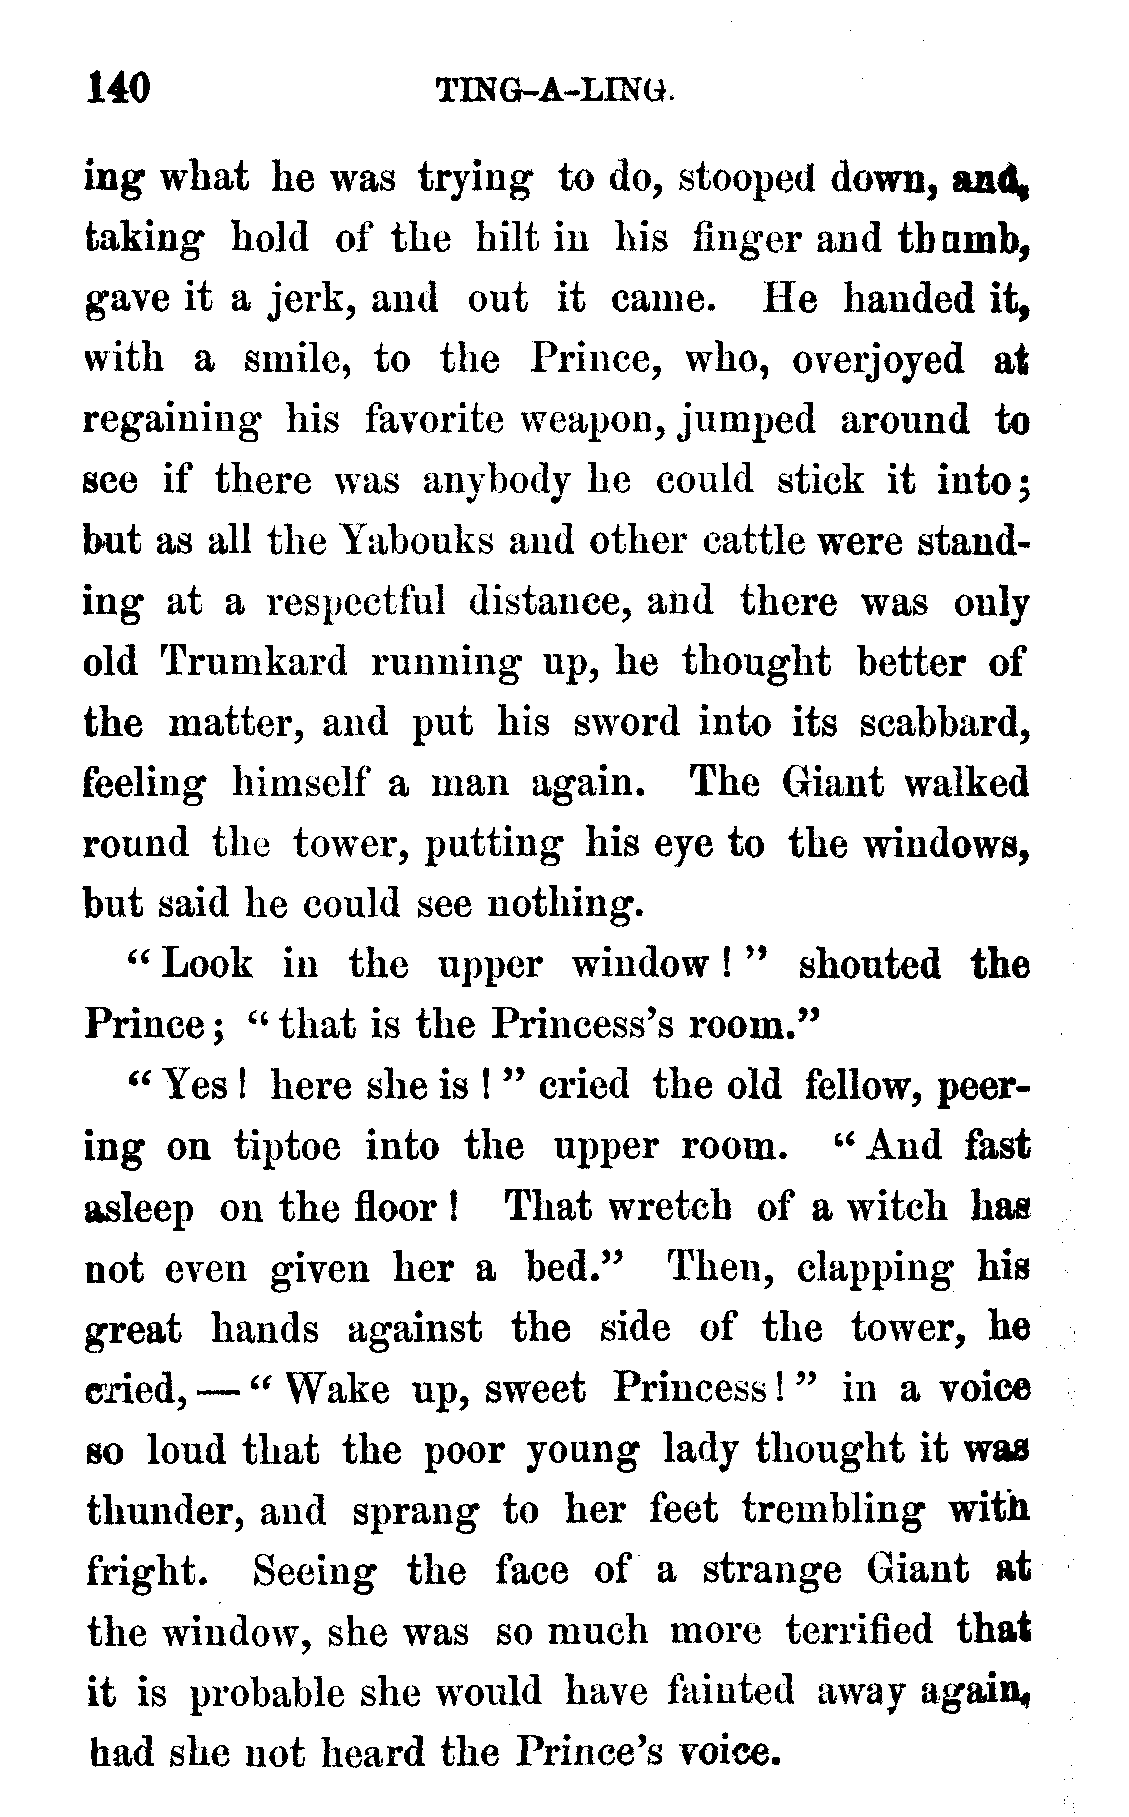 140 TING-A-LING.
ing what he was trying to do, stooped down, and,
taking hold of the hilt in his finger and thumb,
gave it a jerk, and out it came. He handed it,
with a smile, to the Prince, who, overjoyed at
regaining his favorite weapon, jumped around to
see if there was anybody he could stick it into;
but as all the Yabouks and other cattle were stand-
ing at a respectful distance, and there was only
old Trumkard running up, he thought better of
the matter, and put his sword into its scabbard,
feeling himself a man again. The Giant walked
round the tower, putting his eye to the windows,
but said he could see nothing.
"Look in the upper window!" shouted the
Prince; "that is the Princess's room."
"Yes! here she is!" cried the old fellow, peer-
ing on tiptoe into the upper room. "And fast
asleep on the floor! That wretch of a witch has
not even given her a bed." Then, clapping his
great hands against the side of the tower, he
cried,—"Wake up, sweet Princess!" in a voice
so loud that the poor young lady thought it was
thunder, and sprang to her feet trembling with
fright. Seeing the face of a strange Giant at
the window, she was so much more terrified that
it is probable she would have fainted away again,
had she not heard the Prince's voice.